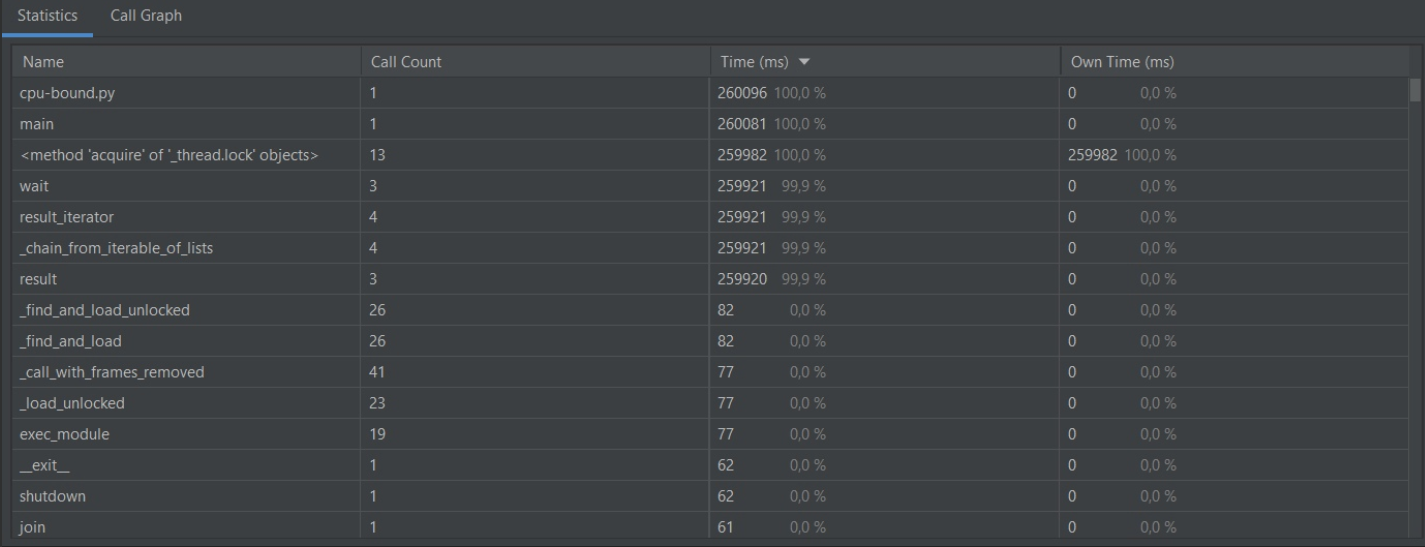 Statistics Call Graph
Name Call Count Time (ms) Own Time (ms)
cpu-bound.py 1 260096 100,0 % 0 0,0 %
main 1 260081 100,0 % 0 0,0 %
<method 'acquire' of '_thread.lock' objects> 13 259982 100,0 % 259982 100,0 %
wait 3 259921 99,9 % 0 0,0 %
result_iterator 4 259921 99,9 % 0 0,0 %
_chain_from_iterable_of_lists 4 259921 99,9 % 0 0,0 %
result 3 259920 99,9 % 0 0,0 %
_find_and_load_unlocked 26 82 0,0 % 0 0,0 %
_find_and_load 26 82 0,0 % 0 0,0 %
_call_with_frames_removed 41 77 0,0 % 0 0,0 %
_load_unlocked 23 77 0,0 % 0 0,0 %
exec_module 19 77 0,0 % 0 0,0 %
__exit__ 1 62 0,0 % 0 0,0 %
shutdown 1 62 0,0 % 0 0,0 %
join 1 61 0,0 % 0 0,0 %